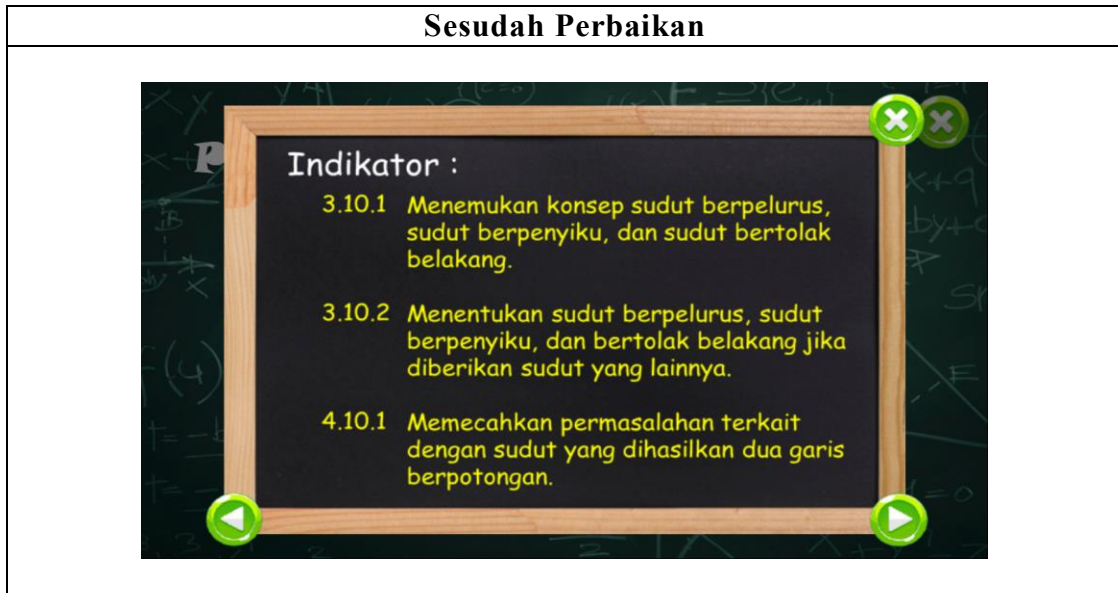 Sesudah Perbaikan
Indikator :
3.10.1 Menemukan konsep sudut berpelurus,
sudut berpenyiku, dan sudut bertolak
belakang.
3.10.2 Menentukan sudut berpelurus, sudut
berpenyiku, dan bertolak belakang jika
diberikan sudut yang lainnya.
4.10.1 Memecahkan permasalahan terkait
dengan sudut yang dihasilkan dua garis
berpotongan.